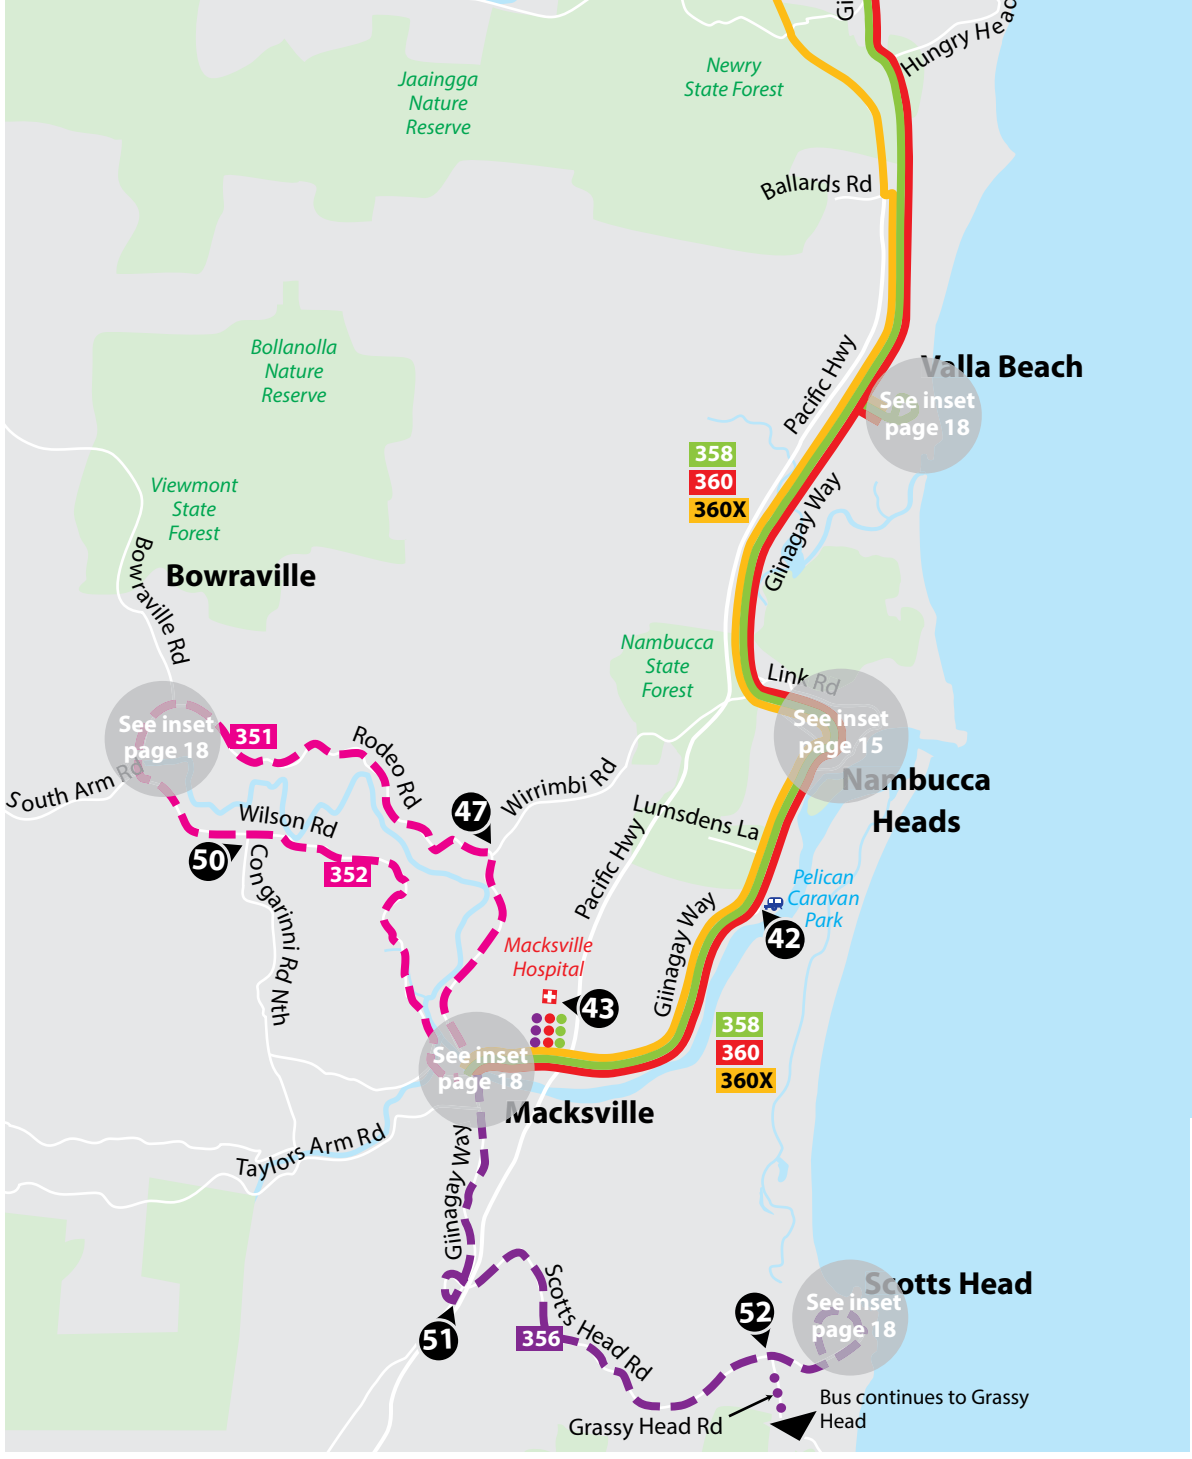 Gi
Hungry Hea
Newry
State Forest
Jaaingga
Nature
Reserve
Ballards Rd
Bollanolla
Nature
Reserve
Pacific Hwy
Valla Beach
See inset
page 18
358
360
360X
Giinagay Way
Viewmont
State
Forest
Bowraville
Bowraville Rd
Nambucca
State
Forest
Link Rd
See inset
page 15
Nambucca
Heads
See inset
page 18
351
Rodeo Rd
South Arm Rd
Wirrimbi Rd
47
Wilson Rd
Lumsdens La
50
352
Congarinni Rd Nth
Pacific Hwy
Pelican
Caravan
Park
42
Giinagay Way
Macksville
Hospital
43
358
360
360X
See inset
page 18
Macksville
Taylors Arm Rd
Giinagay Way
51
Scotts Head Rd
356
52
Scotts Head
See inset
page 18
Grassy Head Rd
Bus continues to Grassy
Head